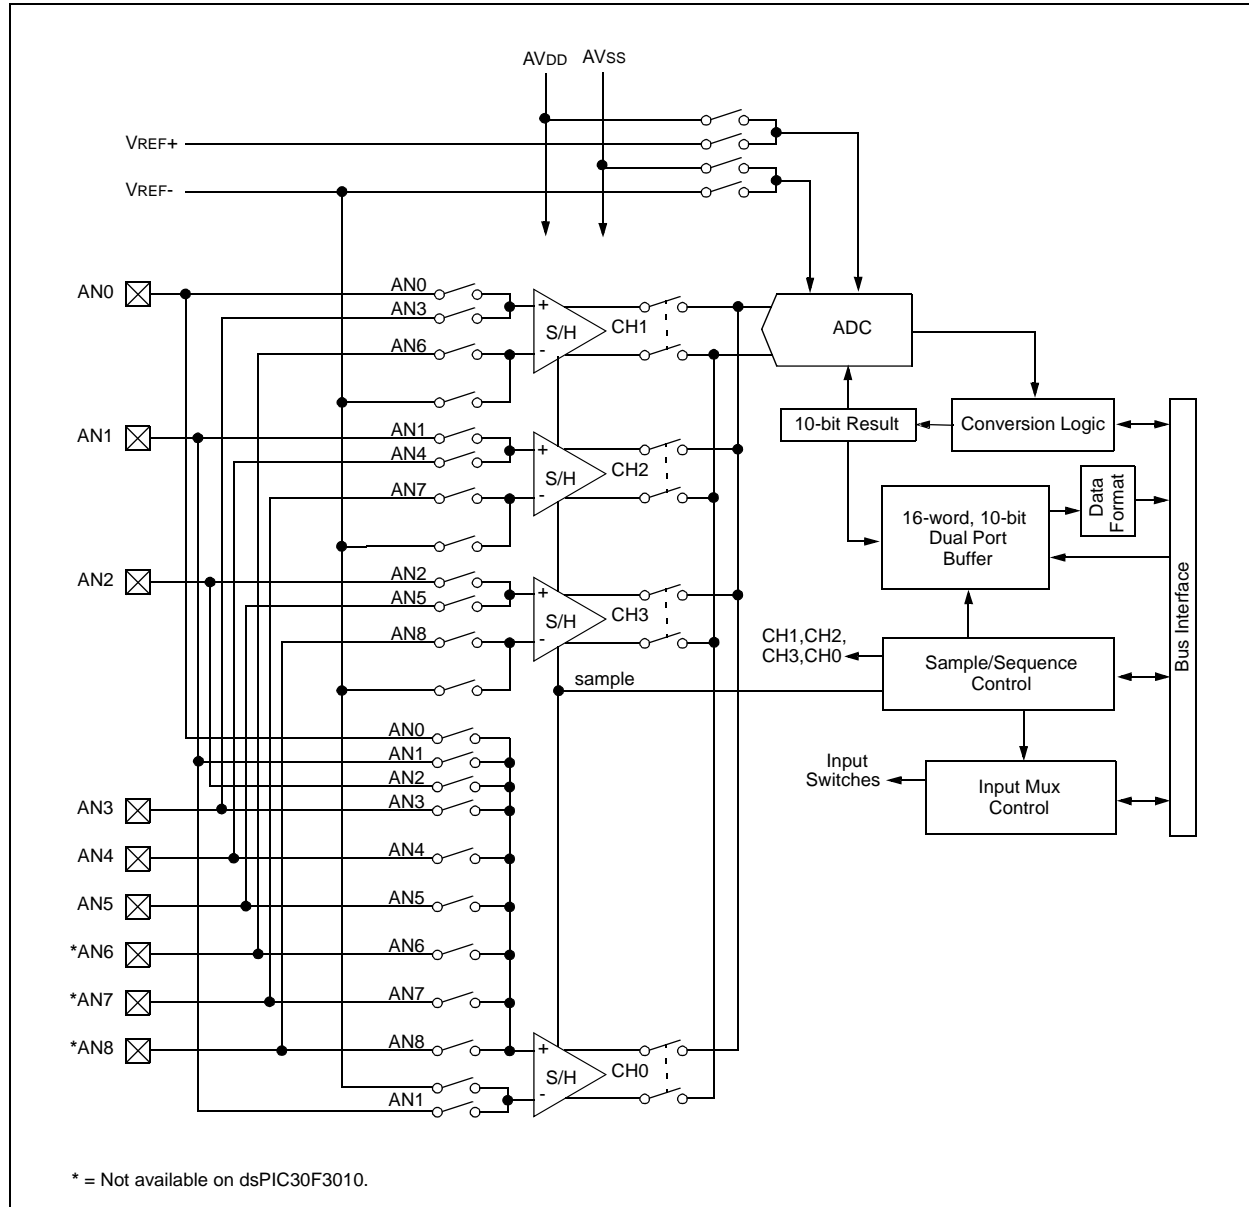 AVDD AVSS
VREF+
VREF-
AN0
AN0
AN3
AN6
+
-
S/H
CH1
ADC
10-bit Result
Conversion Logic
AN1
AN1
AN4
AN7
+
-
S/H
CH2
16-word, 10-bit
Dual Port
Buffer
Data
Format
Bus Interface
AN2
AN2
AN5
AN8
+
-
S/H
CH3
CH1,CH2,
CH3,CH0
Sample/Sequence
Control
sample
Input
Switches
Input Mux
Control
AN0
AN1
AN2
AN3
AN3
AN4
AN4
AN5
AN5
*AN6
AN6
*AN7
AN7
*AN8
AN8
AN1
+
-
S/H
CH0
* = Not available on dsPIC30F3010.